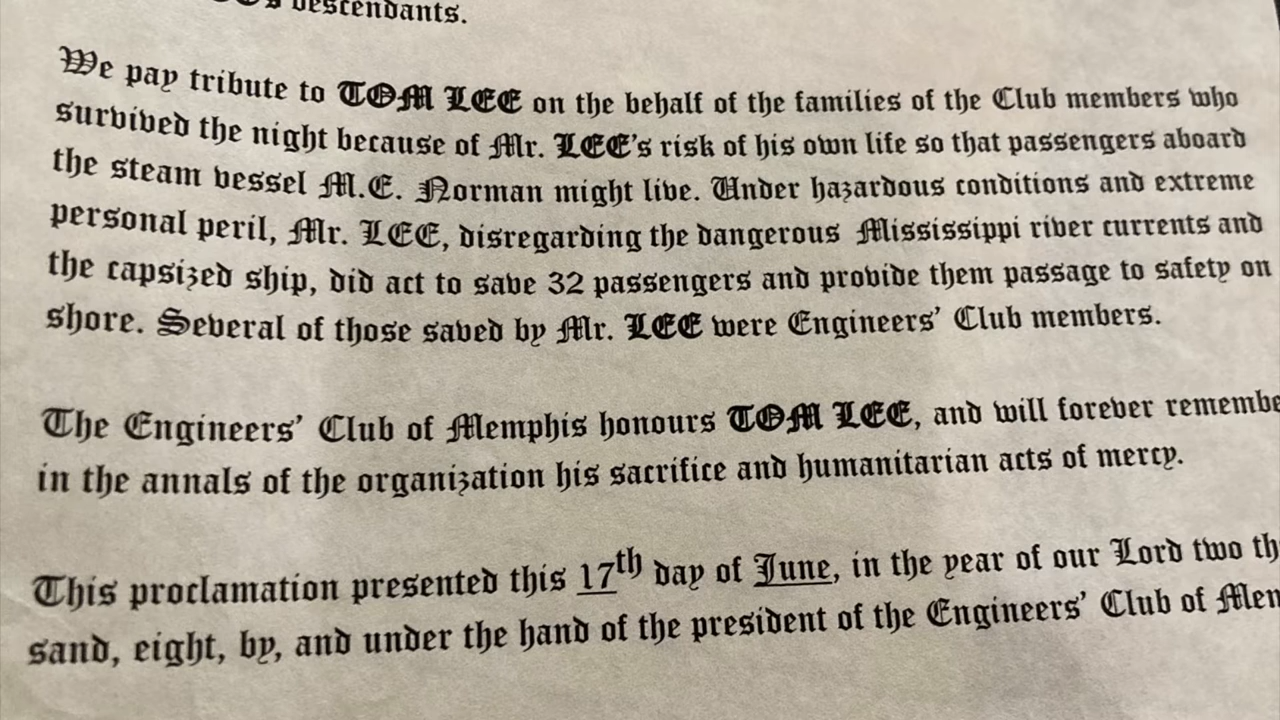 descendants.
We pay tribute to TOM LEE on the behalf of the families of the Club members who
survived the night because of Mr. LEE's risk of his own life so that passengers aboard
the steam vessel M.E. Norman might live. Under hazardous conditions and extreme
personal peril, Mr. LEE, disregarding the dangerous Mississippi river currents and
the capsized ship, did act to save 32 passengers and provide them passage to safety on
shore. Several of those saved by Mr. LEE were Engineers' Club members.
The Engineers' Club of Memphis honours TOM LEE, and will forever remembe
in the annals of the organization his sacrifice and humanitarian acts of mercy.
This proclamation presented this 17th day of June, in the year of our Lord two th
sand, eight, by, and under the hand of the president of the Engineers' Club of Mem